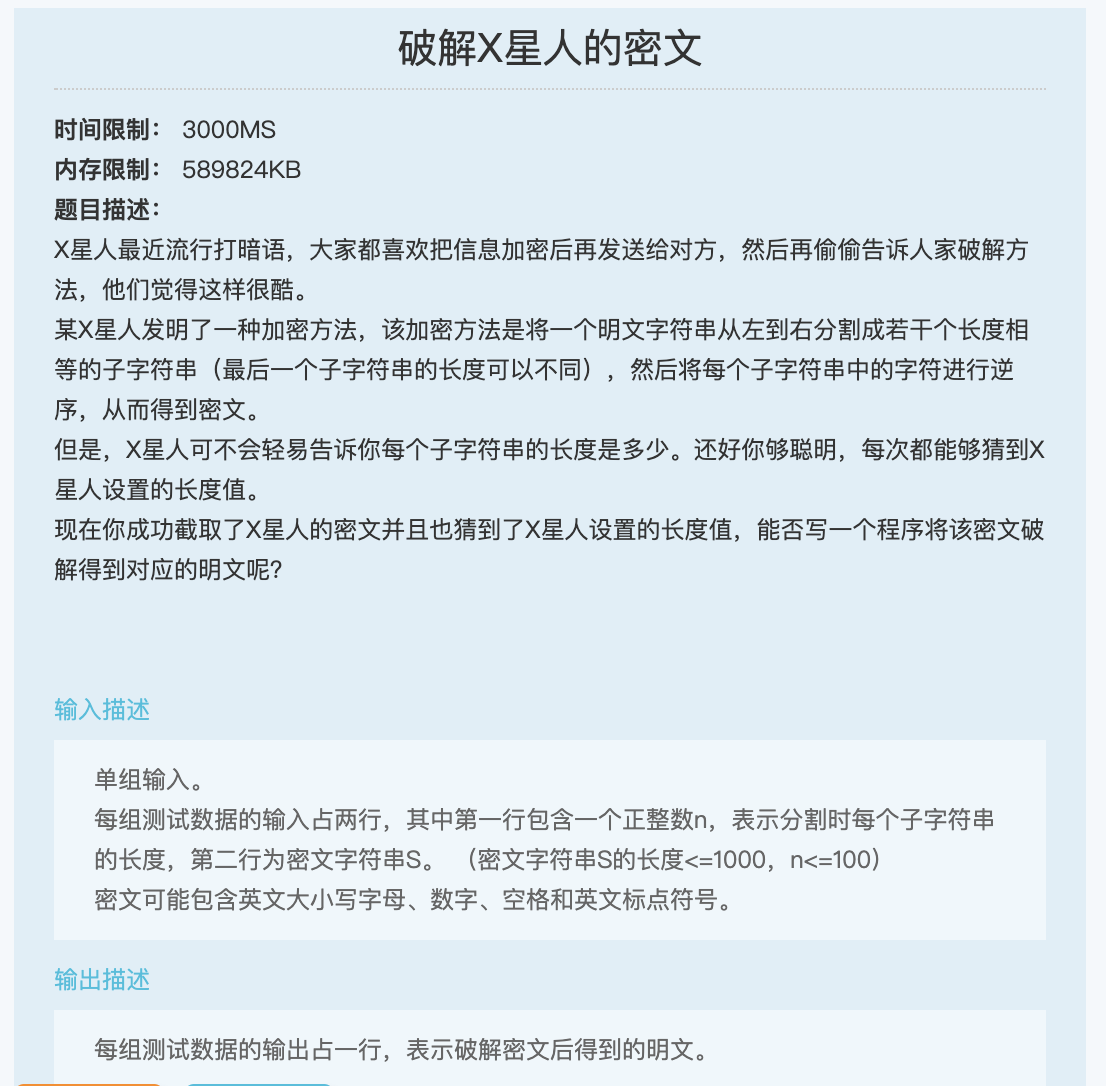 破解X星人的密文
时间限制： 3000MS
内存限制： 589824KB
题目描述：
X星人最近流行打暗语，大家都喜欢把信息加密后再发送给对方，然后再偷偷告诉人家破解方
法，他们觉得这样很酷。
某X星人发明了一种加密方法，该加密方法是将一个明文字符串从左到右分割成若干个长度相
等的子字符串（最后一个子字符串的长度可以不同），然后将每个子字符串中的字符进行逆
序，从而得到密文。
但是，X星人可不会轻易告诉你每个子字符串的长度是多少。还好你够聪明，每次都能够猜到X
星人设置的长度值。
现在你成功截取了X星人的密文并且也猜到了X星人设置的长度值，能否写一个程序将该密文破
解得到对应的明文呢?
输入描述
单组输入。
每组测试数据的输入占两行，其中第一行包含一个正整数n，表示分割时每个子字符串
的长度，第二行为密文字符串S。 （密文字符串S的长度<=1000，n<=100）
密文可能包含英文大小写字母、数字、空格和英文标点符号。
输出描述
每组测试数据的输出占一行，表示破解密文后得到的明文。